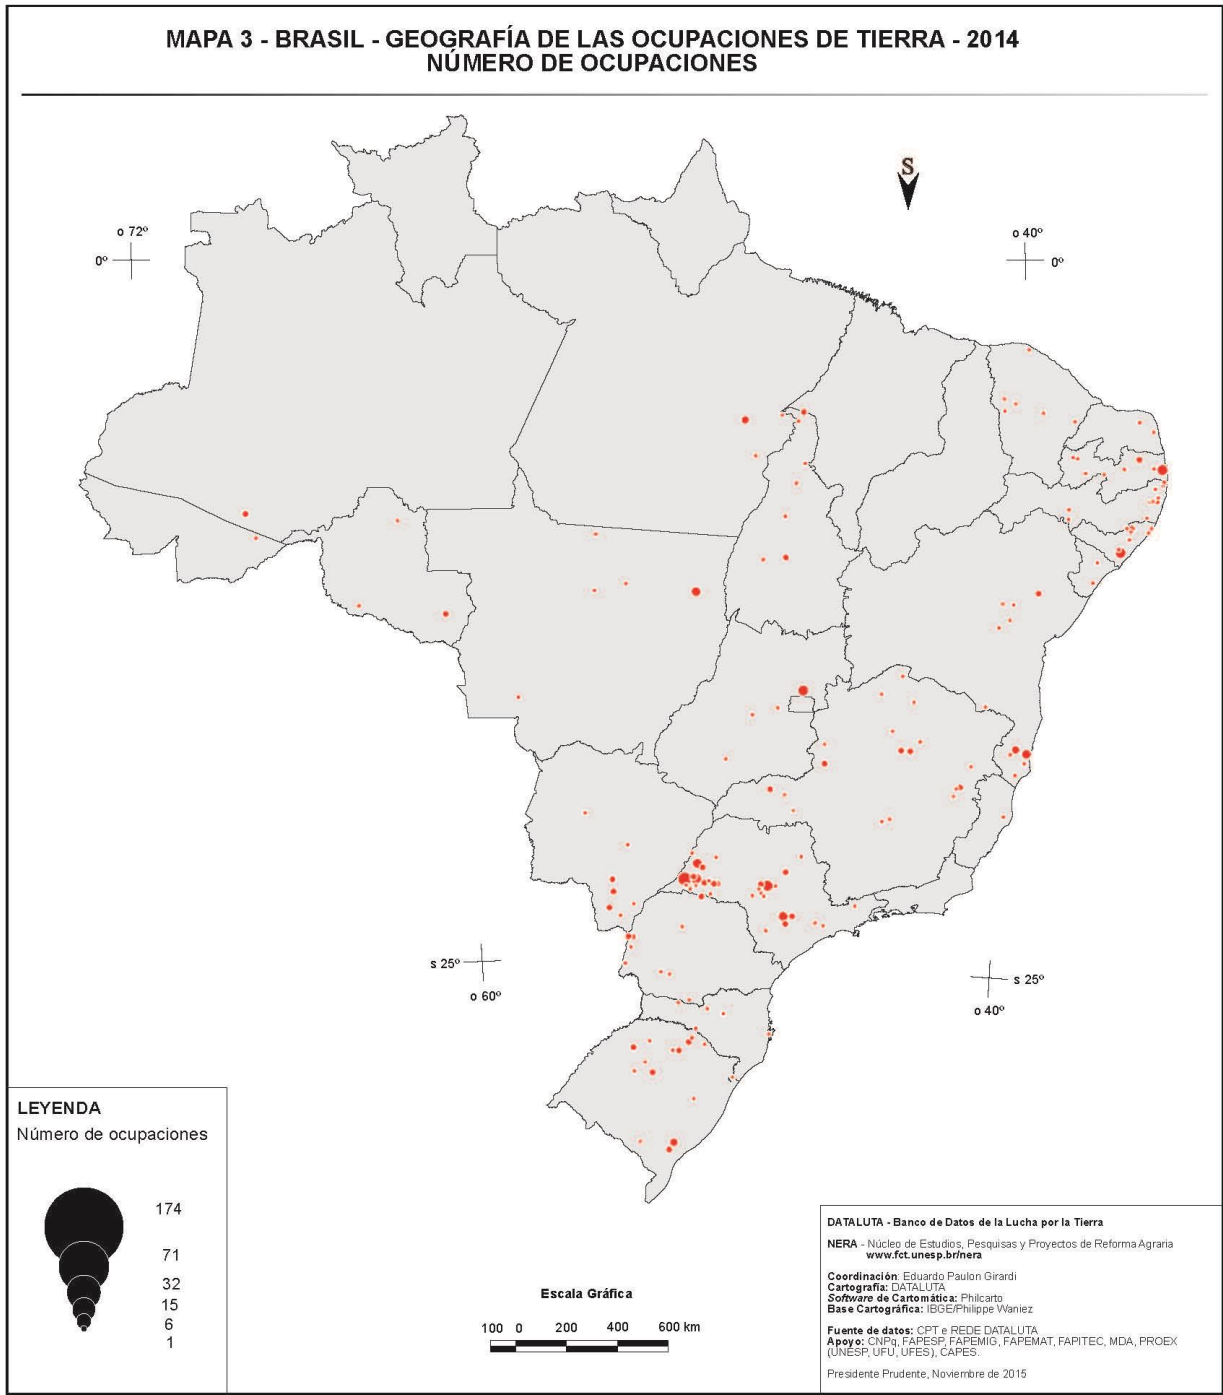 MAPA 3 - BRASIL - GEOGRAFÍA DE LAS OCUPACIONES DE TIERRA - 2014
NÚMERO DE OCUPACIONES
S
o 72º
0º
o 40º
0º
s 25º
o 60º
s 25º
o 40º
LEYENDA
Número de ocupaciones
174
71
32
15
6
1
Escala Gráfica
100 0 200 400 600 km
DATALUTA - Banco de Datos de la Lucha por la Tierra
NERA - Núcleo de Estudios, Pesquisas y Proyectos de Reforma Agraria
www.fct.unesp.br/nera
Coordinación: Eduardo Paulon Girardi
Cartografía: DATALUTA
Software de Cartomática: Philcarto
Base Cartográfica: IBGE/Philippe Waniez
Fuente de datos: CPT e REDE DATALUTA
Apoyo: CNPq, FAPESP, FAPEMIG, FAPEMAT, FAPITEC, MDA, PROEX
(UNESP, UFU, UFES), CAPES.
Presidente Prudente, Noviembre de 2015